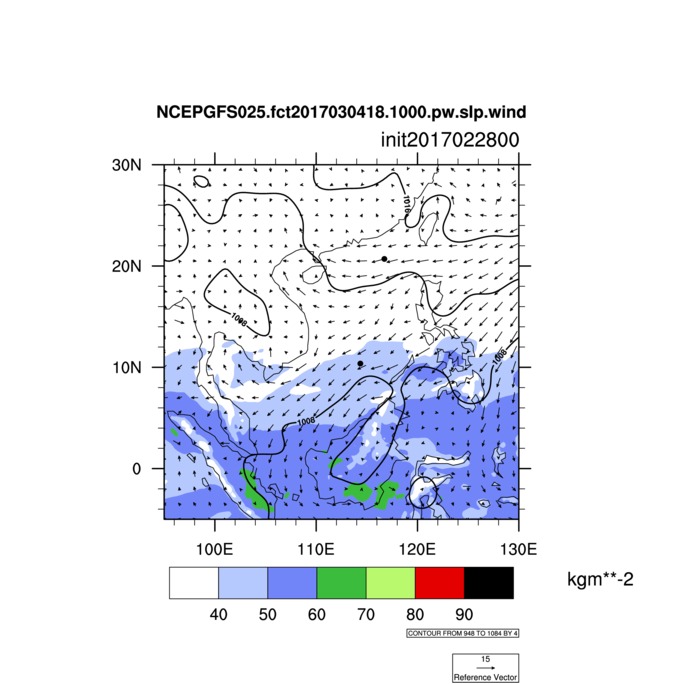 NCEPGFS025.fct2017030418.1000.pw.slp.wind
init2017022800
30N
1016
20N
1008
1008
10N
1008
0
100E 110E 120E 130E
40 50 60 70 80 90
kgm**-2
CONTOUR FROM 948 TO 1084 BY 4
15
Reference Vector